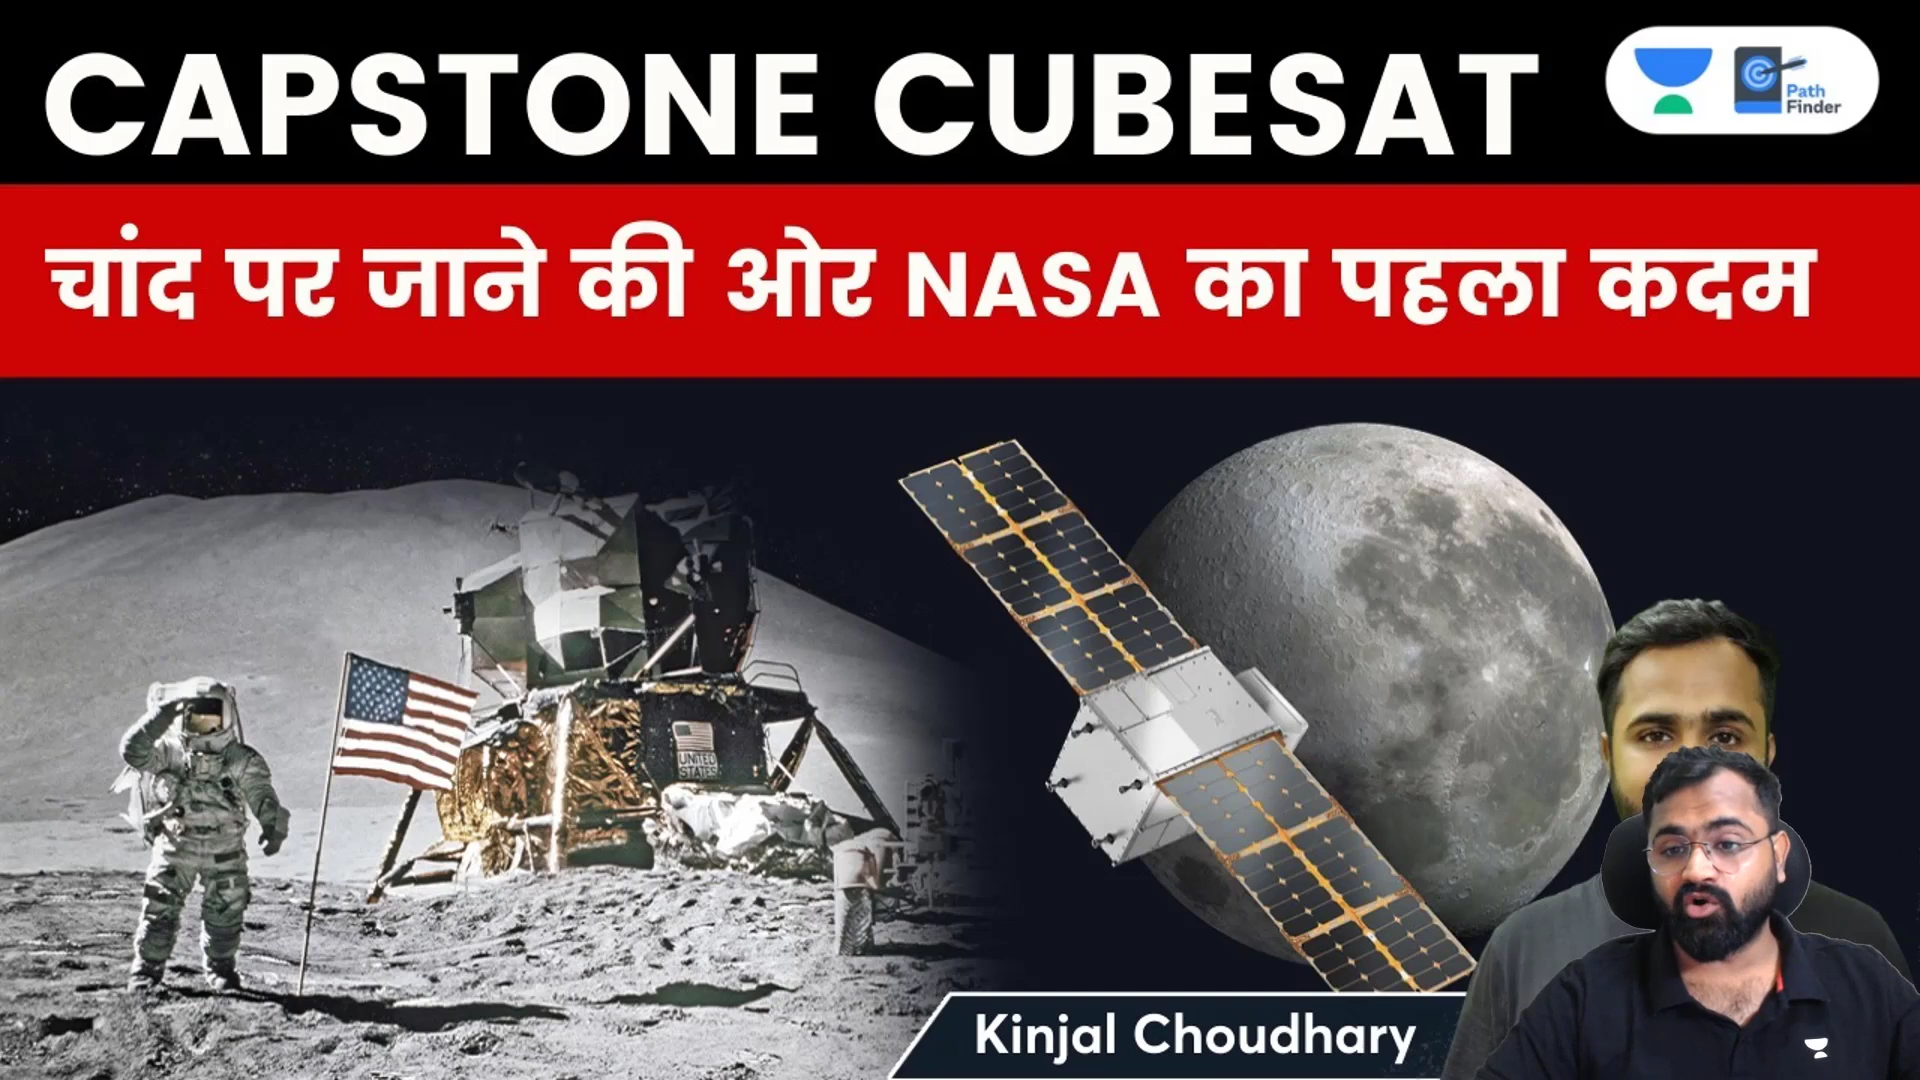 CAPSTONE CUBESAT
Path
Finder
चांद पर जाने की ओर NASA का पहला कदम
UNITED
STATES
Kinjal Choudhary